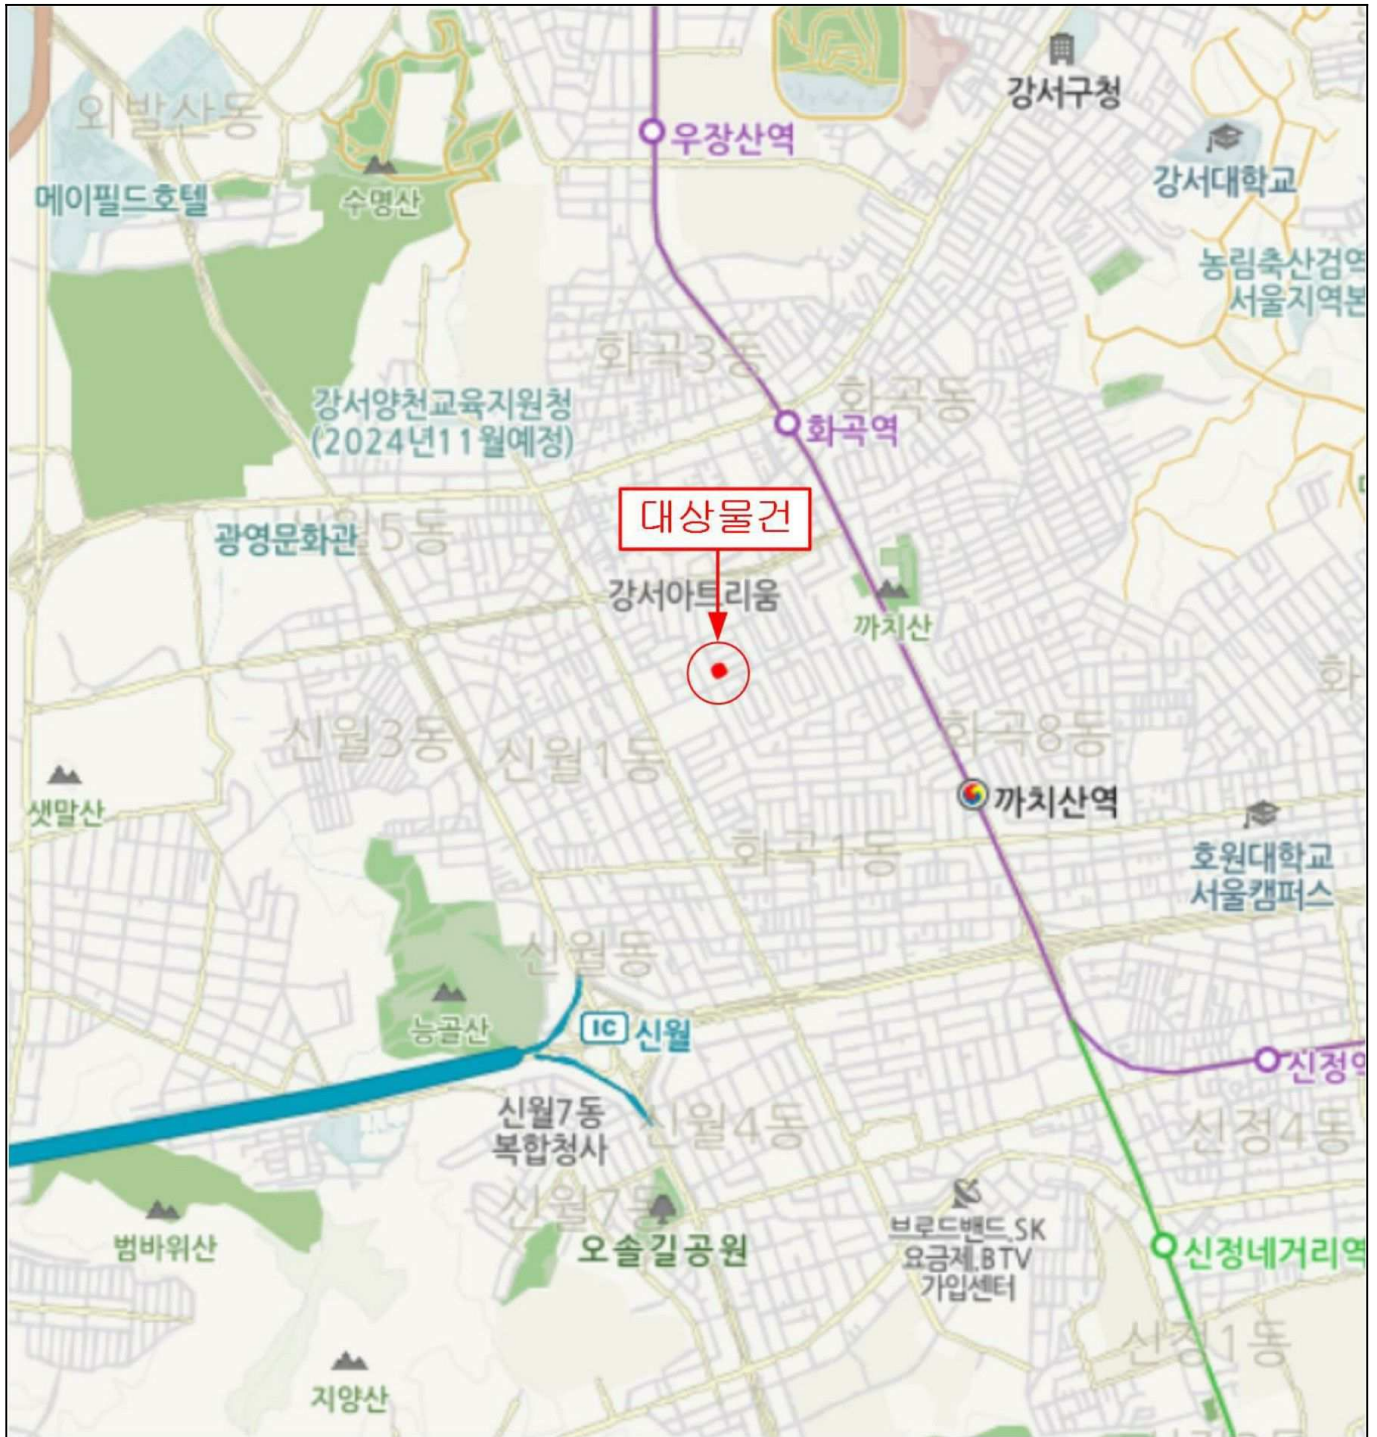 강서구청
외발산동
우장산역
강서대학교
메이필드호텔
수명산
농림축산검역
서울지역본
화곡3동
화곡동
강서양천교육지원청
(2024년11월예정)
화곡역
대상물건
신월5동
광영문화관
강서아트리움
까치산
화
신월3동
신월1동
화곡8동
샛말산
까치산역
화곡1동
호원대학교
서울캠퍼스
신월동
능골산
IC 신월
신정역
신월7동
복합청사
신월4동
신정4동
신월7동
범바위산
오솔길공원
브로드밴드.SK
요금제.BTV
가입센터
신정네거리역
신정1동
지양산